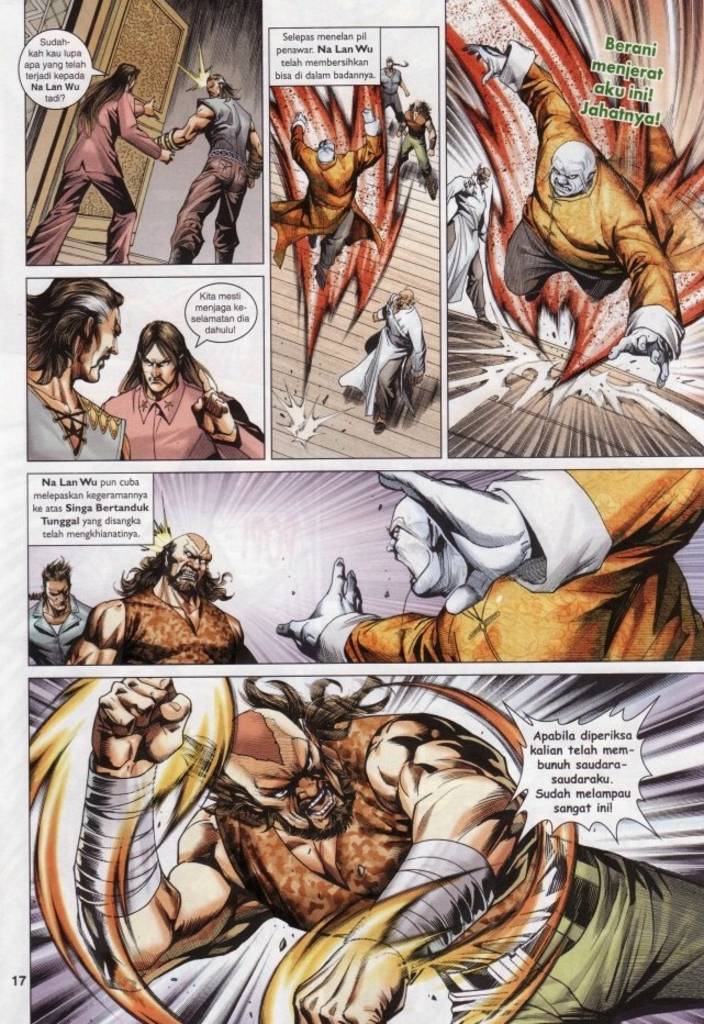 Sudah-
kah kau lupa
apa yang telah
terjadi kepada
Na Lan Wu
tadi?
Selepas menelan pil
penawar. Na Lan Wu
telah membersihkan
bisa di dalam badannya.
Berani
menjerat
aku ini!
Jahatnya!
Kita mesti
menjaga ke-
selamatan dia
dahulu!
Na Lan Wu pun cuba
melepaskan kegeramannya
ke atas Singa Bertanduk
Tunggal yang disangka
telah mengkhianatinya.
Apabila diperiksa
kalian telah mem-
bunuh saudara-
saudaraku.
Sudah melampau
sangat ini!
17